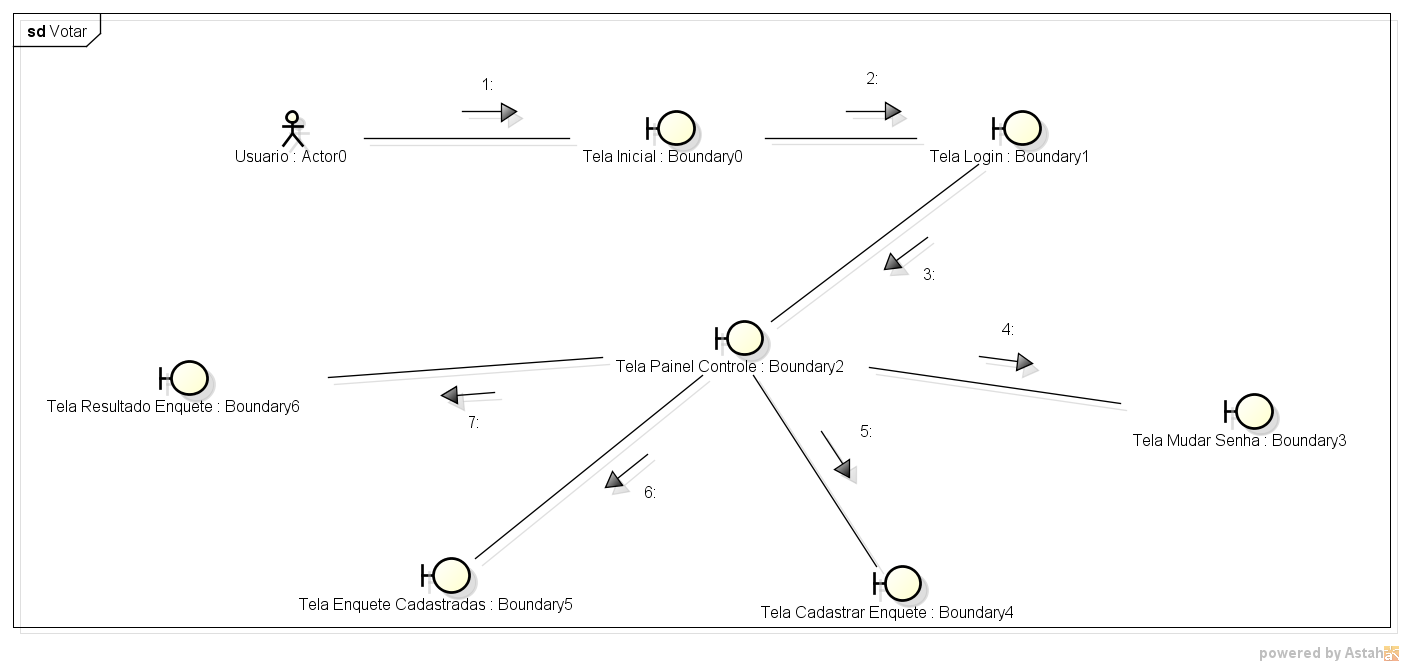 sd Votar
1:
2:
Usuario : Actor0
Tela Inicial : Boundary0
Tela Login : Boundary1
3:
4:
Tela Painel Controle : Boundary2
Tela Resultado Enquete : Boundary6
7:
5:
Tela Mudar Senha : Boundary3
6:
Tela Enquete Cadastradas : Boundary5
Tela Cadastrar Enquete : Boundary4
powered by Astah